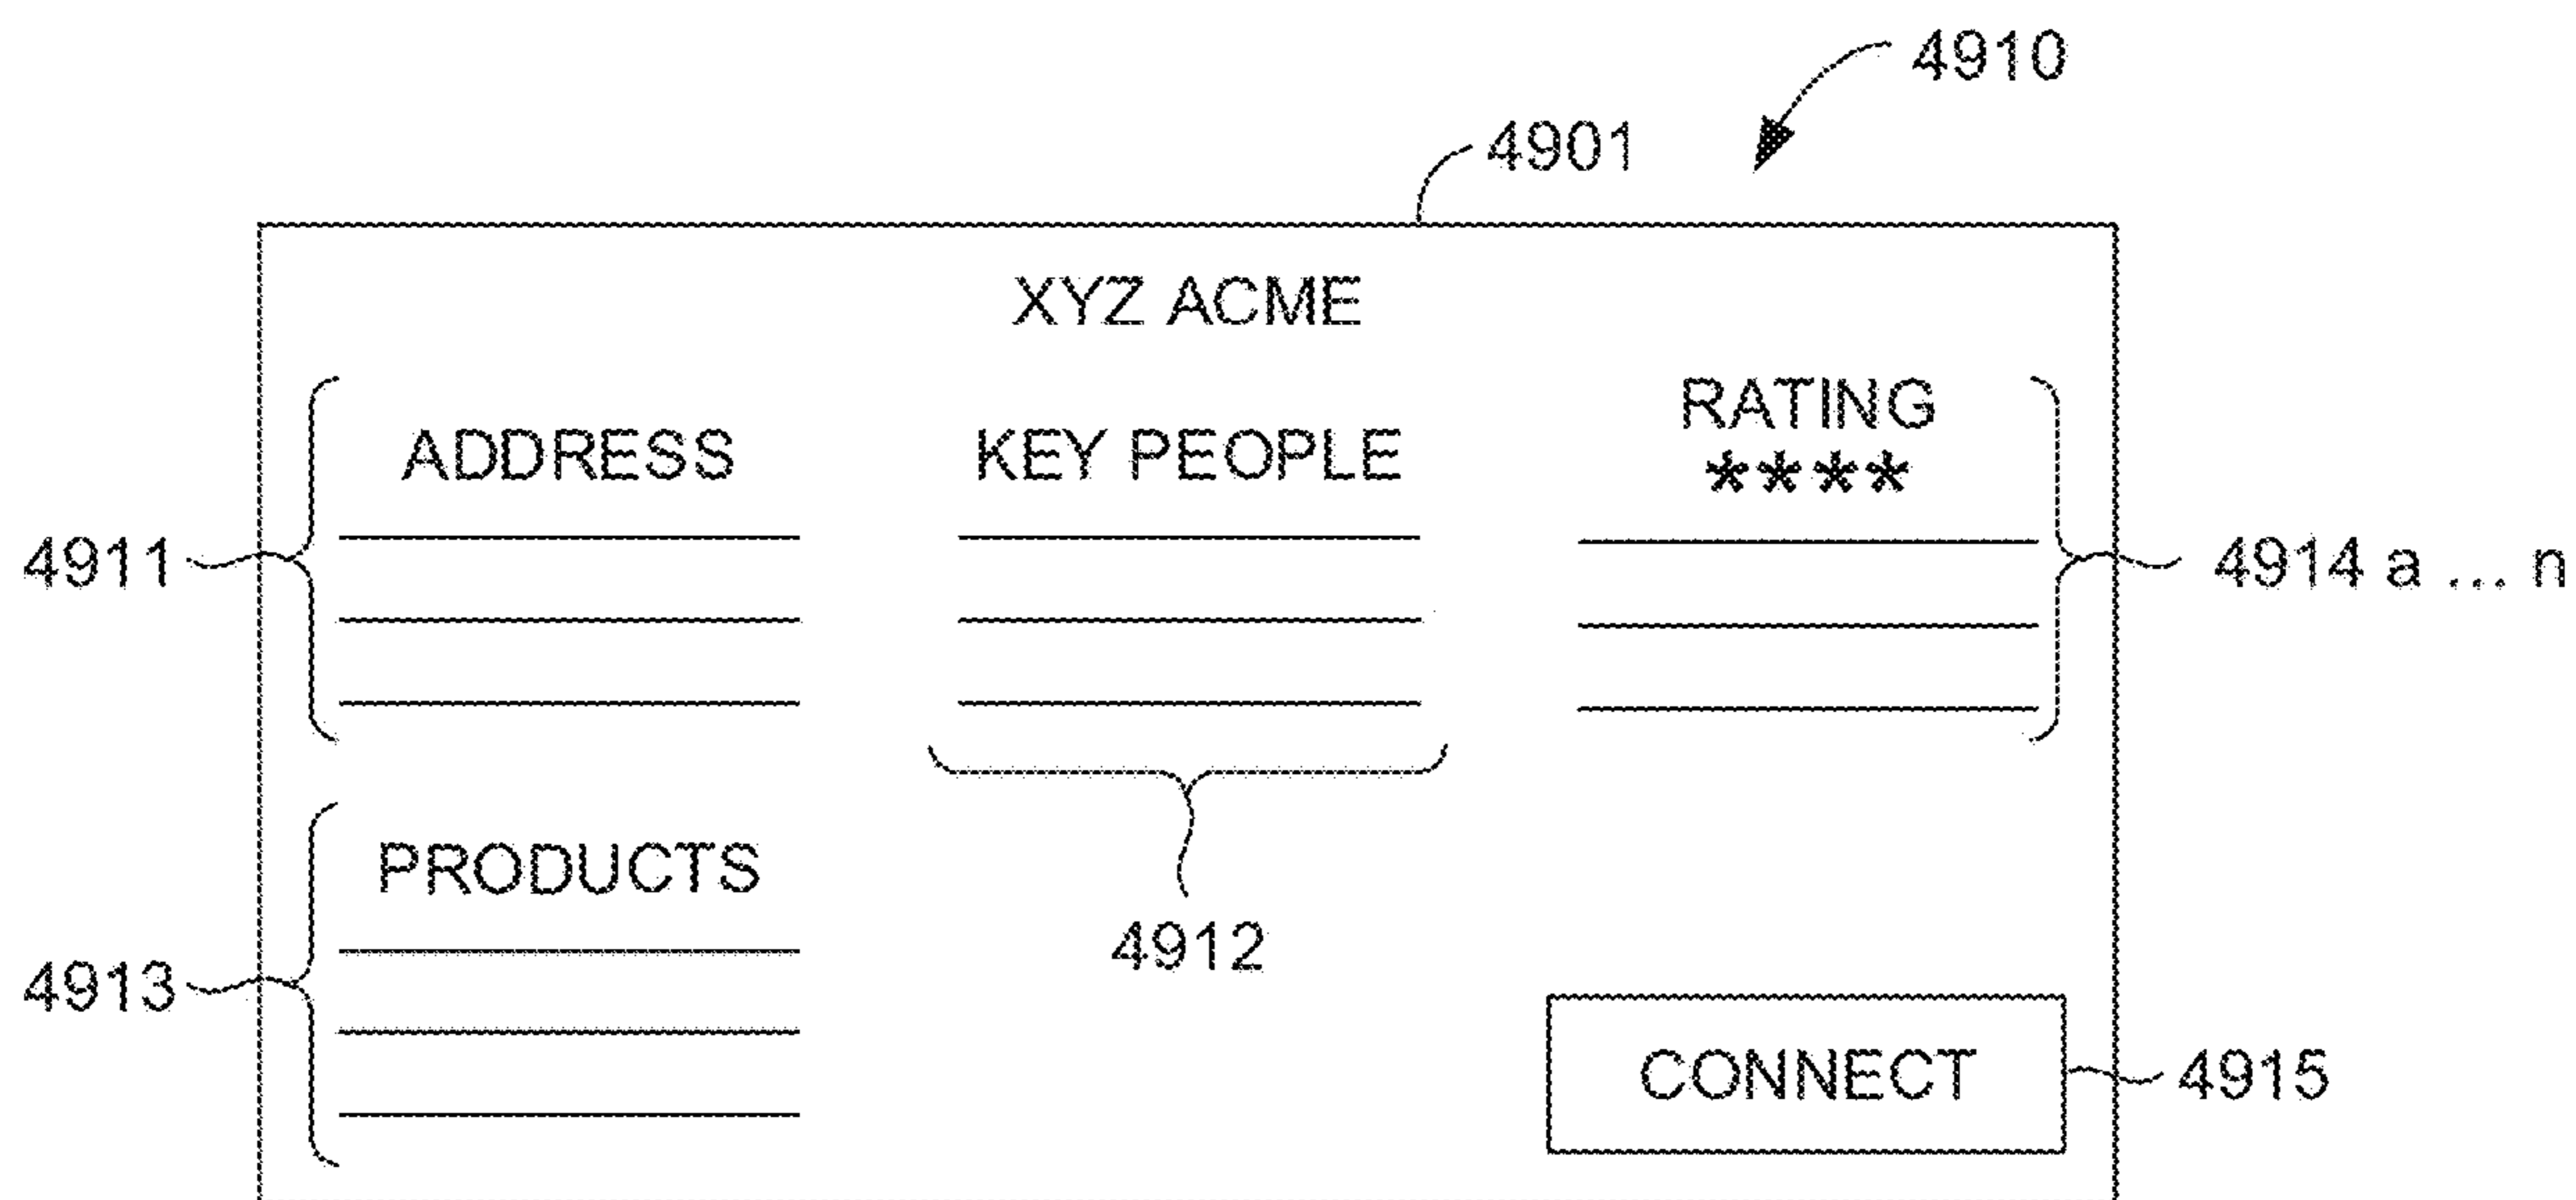 4910
4901
XYZ ACME
RATING
ADDRESS
KEY PEOPLE
****
4911
4914 a ... n
PRODUCTS
4912
4913
CONNECT
4915